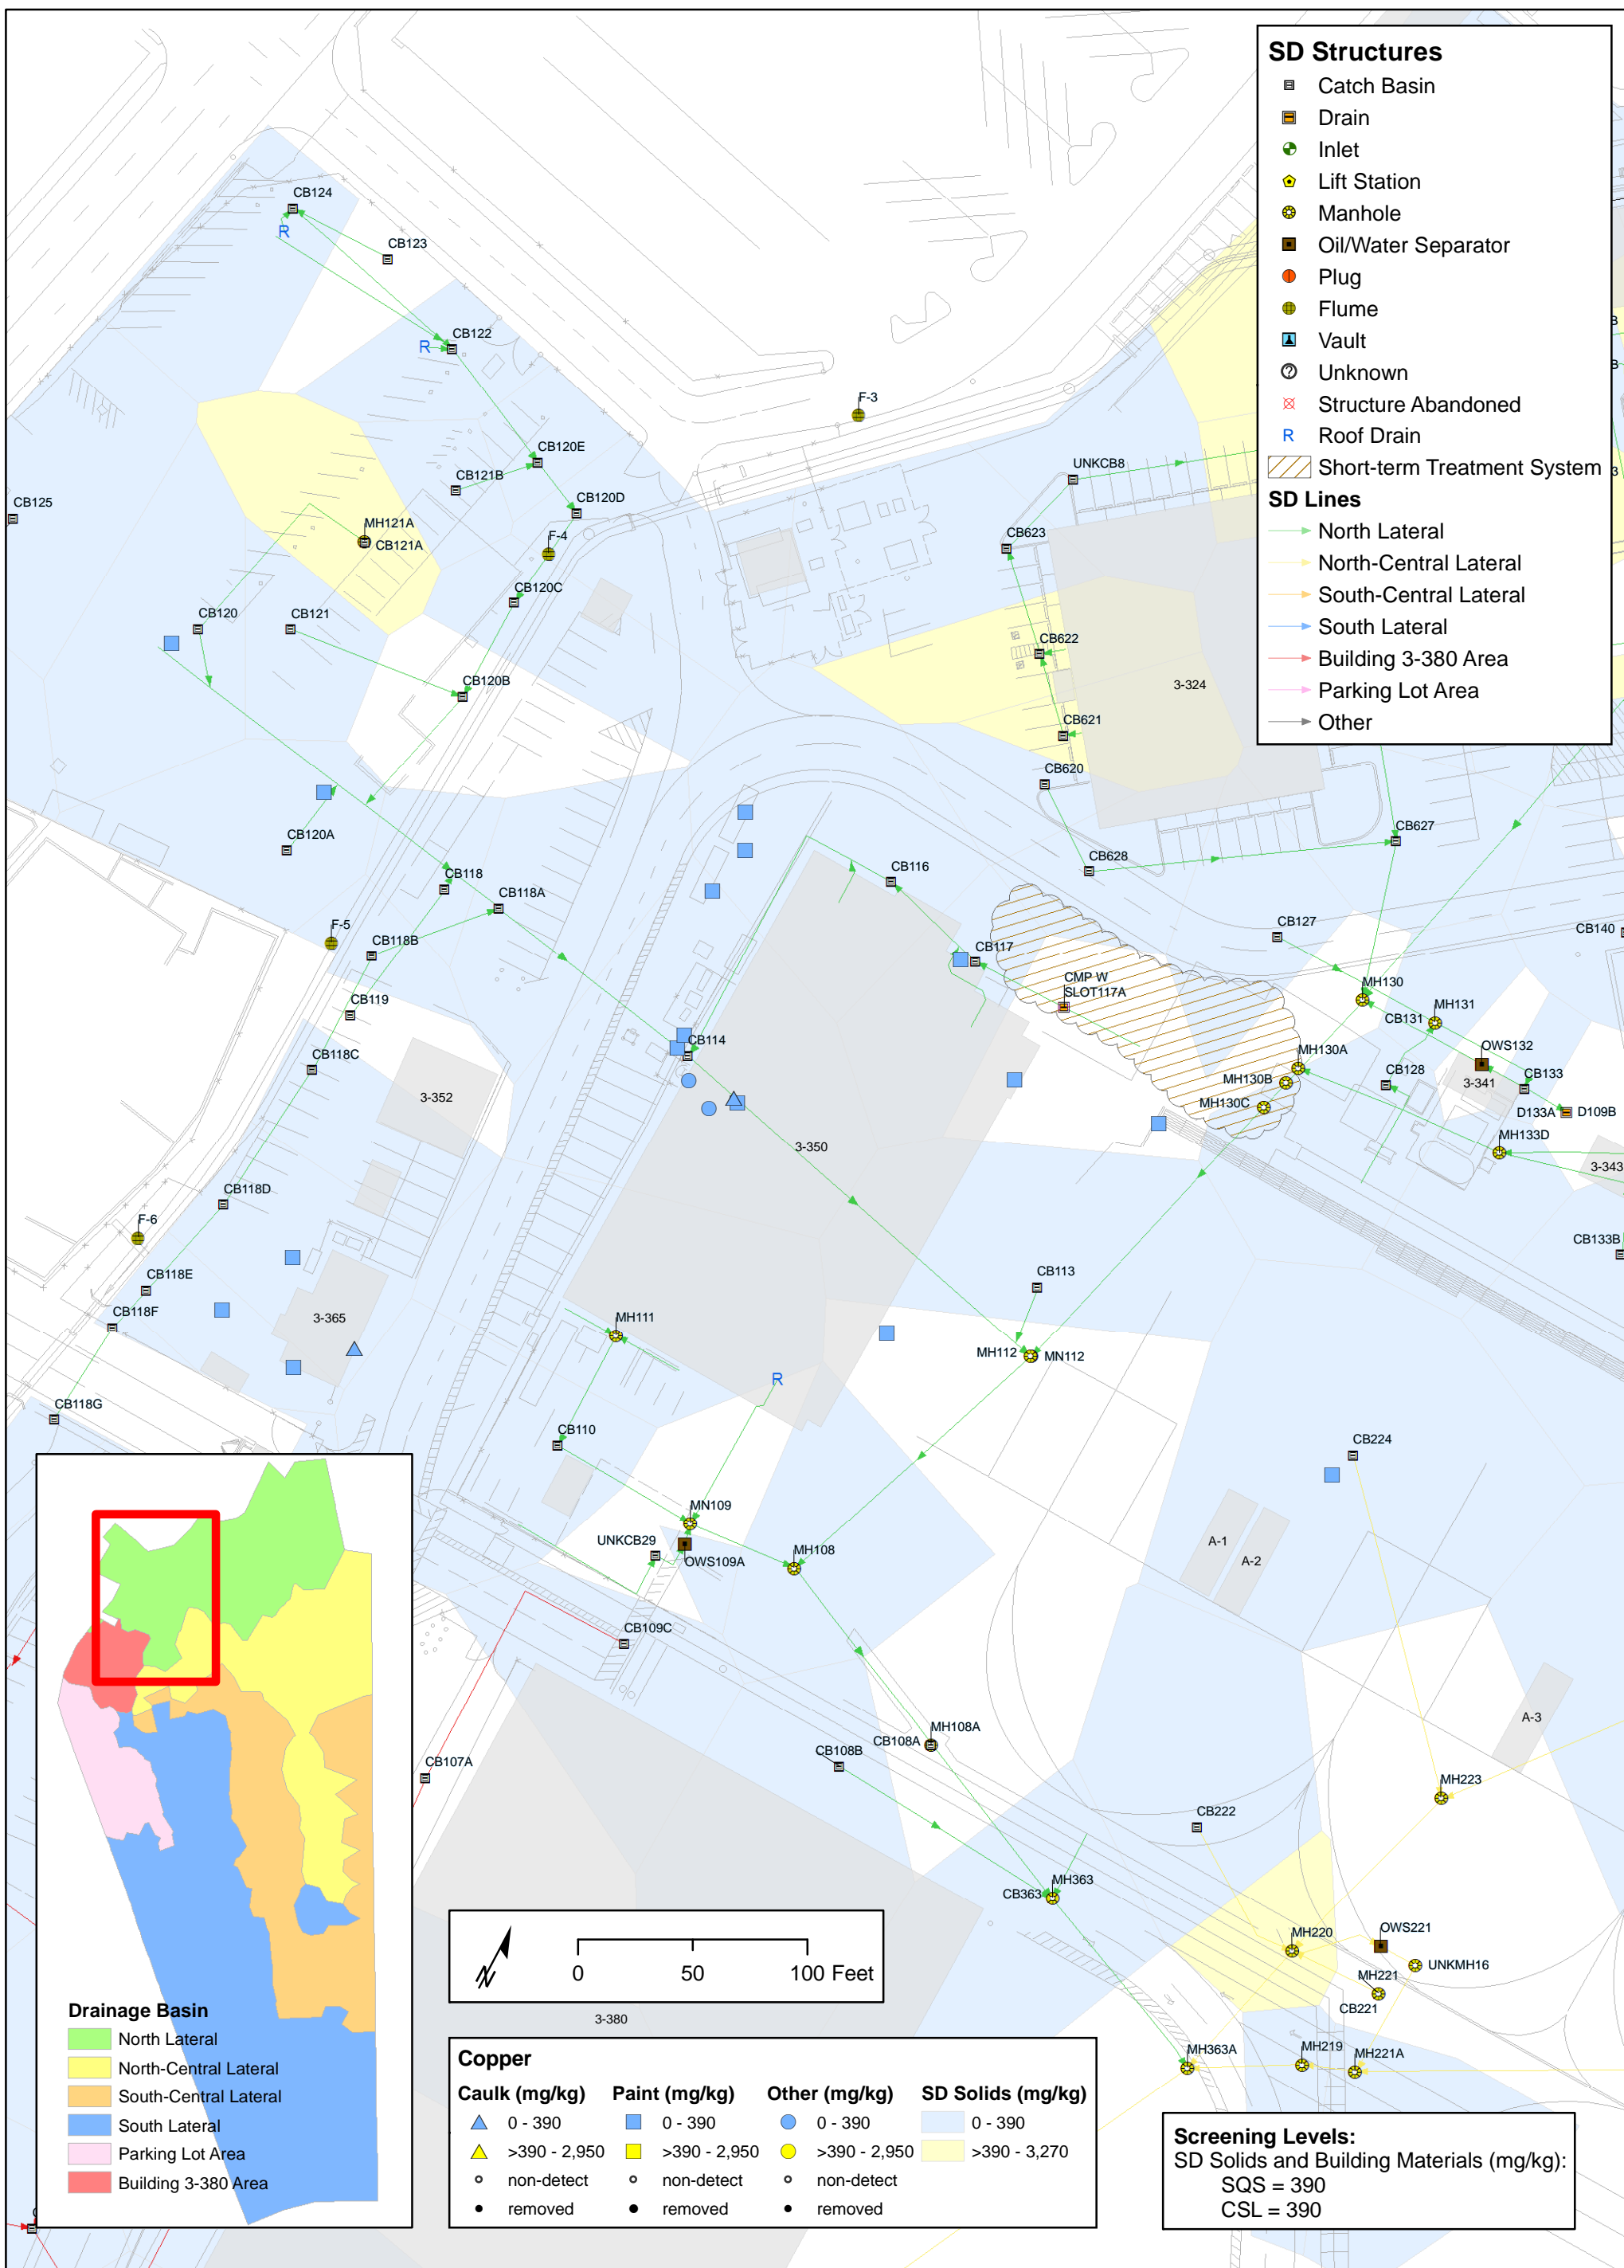 SD Structures
Catch Basin
Drain
Inlet
Lift Station
Manhole
Oil/Water Separator
Plug
Flume
Vault
Unknown
Structure Abandoned
R Roof Drain
Short-term Treatment System
SD Lines
North Lateral
North-Central Lateral
South-Central Lateral
South Lateral
Building 3-380 Area
Parking Lot Area
Other
CB124
R
CB123
CB122
R
F-3
CB120E
CB121B
UNKCB8
CB125
CB120D
MH121A
CB121A
F-4
CB623
CB120C
CB120
CB121
CB622
CB120B
3-324
CB621
CB620
CB120A
CB627
CB628
CB116
CB118
CB118A
F-5
CB118B
CB127
CB140
CB117
CMP W
SLOT117A
CB119
MH130
MH131
CB131
CB114
CB118C
MH130A
OWS132
MH130B
CB128
CB133
3-341
3-352
MH130C
D133A
D109B
MH133D
3-350
3-343
CB118D
F-6
CB133B
CB118E
CB113
CB118F
3-365
MH111
MH112
MN112
R
CB118G
CB110
CB224
MN109
UNKCB29
OWS109A
MH108
A-1
A-2
CB109C
A-3
MH108A
CB108A
CB108B
CB107A
MH223
CB222
MH363
CB363
MH220
OWS221
UNKMH16
MH221
CB221
MH363A
MH219
MH221A
Drainage Basin
North Lateral
North-Central Lateral
South-Central Lateral
South Lateral
Parking Lot Area
Building 3-380 Area
N
0 50 100 Feet
3-380
Copper
Caulk (mg/kg) Paint (mg/kg) Other (mg/kg) SD Solids (mg/kg)
0 - 390 0 - 390 0 - 390 0 - 390
>390 - 2,950 >390 - 2,950 >390 - 2,950 >390 - 3,270
non-detect non-detect non-detect
removed removed removed
Screening Levels:
SD Solids and Building Materials (mg/kg):
SQS = 390
CSL = 390